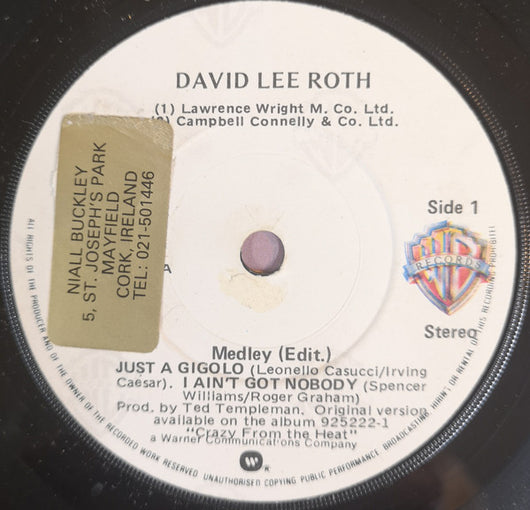 DAVID LEE ROTH
(1) Lawrence Wright M. Co. Ltd.
(2) Campbell Connelly & Co. Ltd.
NIALL BUCKLEY
5, ST. JOSEPH'S PARK
MAYFIELD
CORK, IRELAND
TEL: 021-501446
Side 1
A
WB
RECORDS
Stereo
Medley (Edit.)
JUST A GIGOLO (Leonello Casucci/Irving
Caesar). I AIN'T GOT NOBODY (Spencer
Williams/Roger Graham)
Prod. by Ted Templeman. Original version
available on the album 925222-1
"Crazy From the Heat"
a Warner Communications Company
ALL RIGHTS OF THE PRODUCER AND OF THE OWNER OF THE RECORDED WORK RESERVED UNAUTHORISED COPYING PUBLIC PERFORMANCE BROADCASTING HIRING OR RENTAL OF THIS RECORDING PROHIBITED